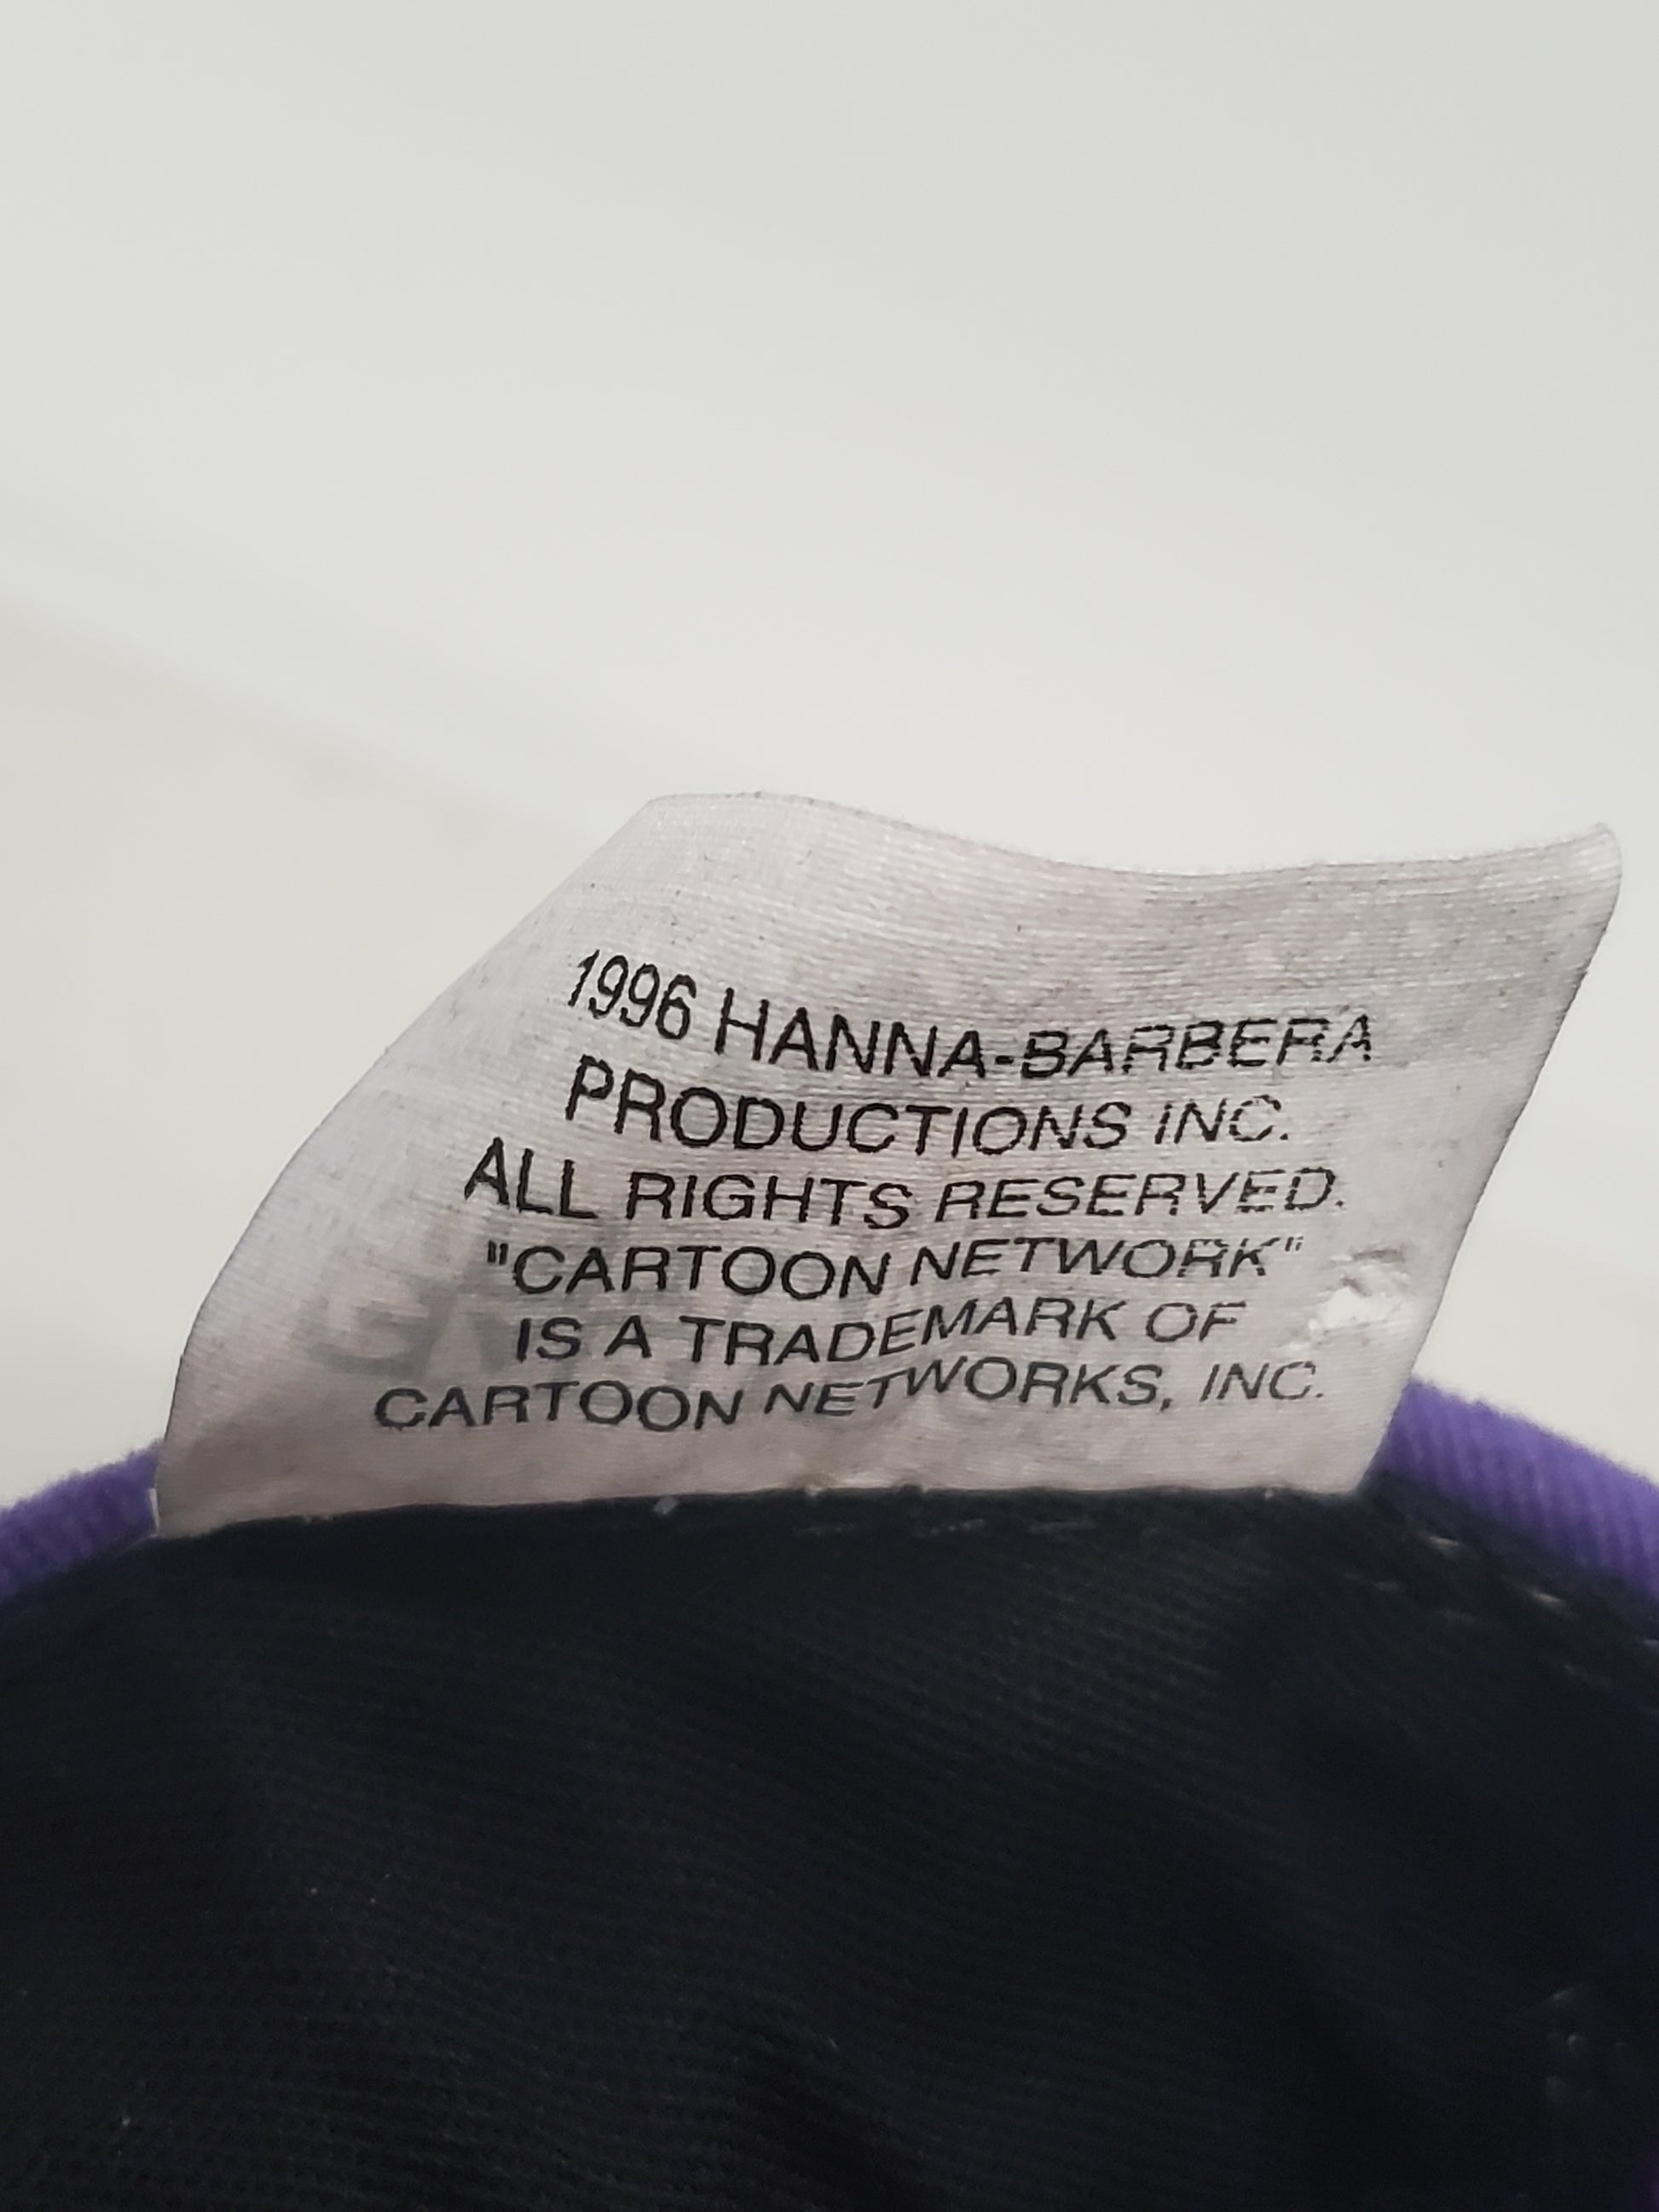 1996 HANNA-BARBERA
PRODUCTIONS INC.
ALL RIGHTS RESERVED.
"CARTOON NETWORK"
IS A TRADEMARK OF
CARTOON NETWORKS, INC.